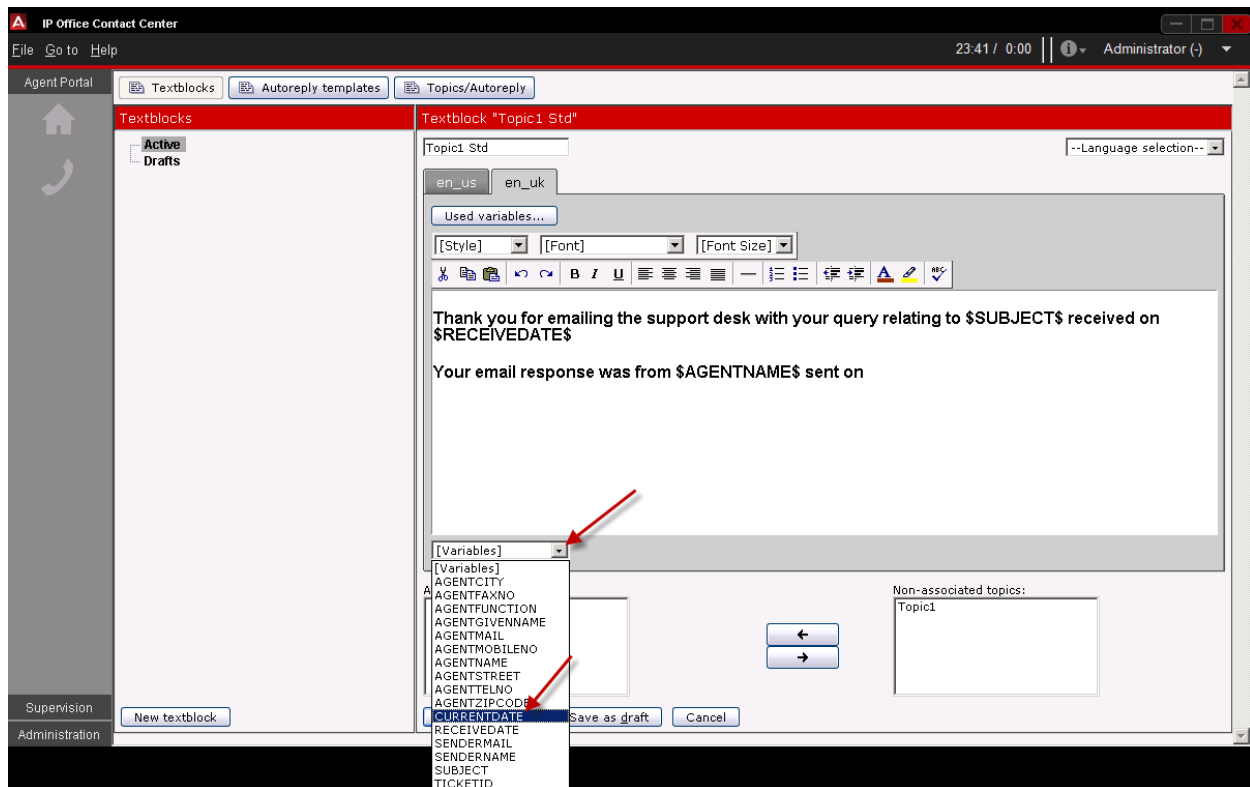 IP Office Contact Center
File Go to Help
23:41 / 0:00
Administrator (-)
Agent Portal
Textblocks
Autoreply templates
Topics/Autoreply
Textblocks
Active
Drafts
Textblock "Topic1 Std"
Topic1 Std
--Language selection--
en_us
en_uk
Used variables...
[Style]
[Font]
[Font Size]
B I U
A
ABC
Thank you for emailing the support desk with your query relating to $SUBJECT$ received on
$RECEIVEDATE$
Your email response was from $AGENTNAME$ sent on
[Variables]
[Variables]
AGENTCITY
AGENTFAXNO
AGENTFUNCTION
AGENTGIVENNAME
AGENTMAIL
AGENTMOBILENO
AGENTNAME
AGENTSTREET
AGENTTELNO
AGENTZIPCODE
CURRENTDATE
RECEIVEDATE
SENDERMAIL
SENDERNAME
SUBJECT
TICKETID
Non-associated topics:
Topic1
Save as draft
Cancel
New textblock
Supervision
Administration